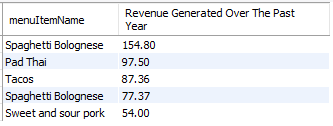 menuItemName Revenue Generated Over The Past
Year
Spaghetti Bolognese 154.80
Pad Thai 97.50
Tacos 87.36
Spaghetti Bolognese 77.37
Sweet and sour pork 54.00